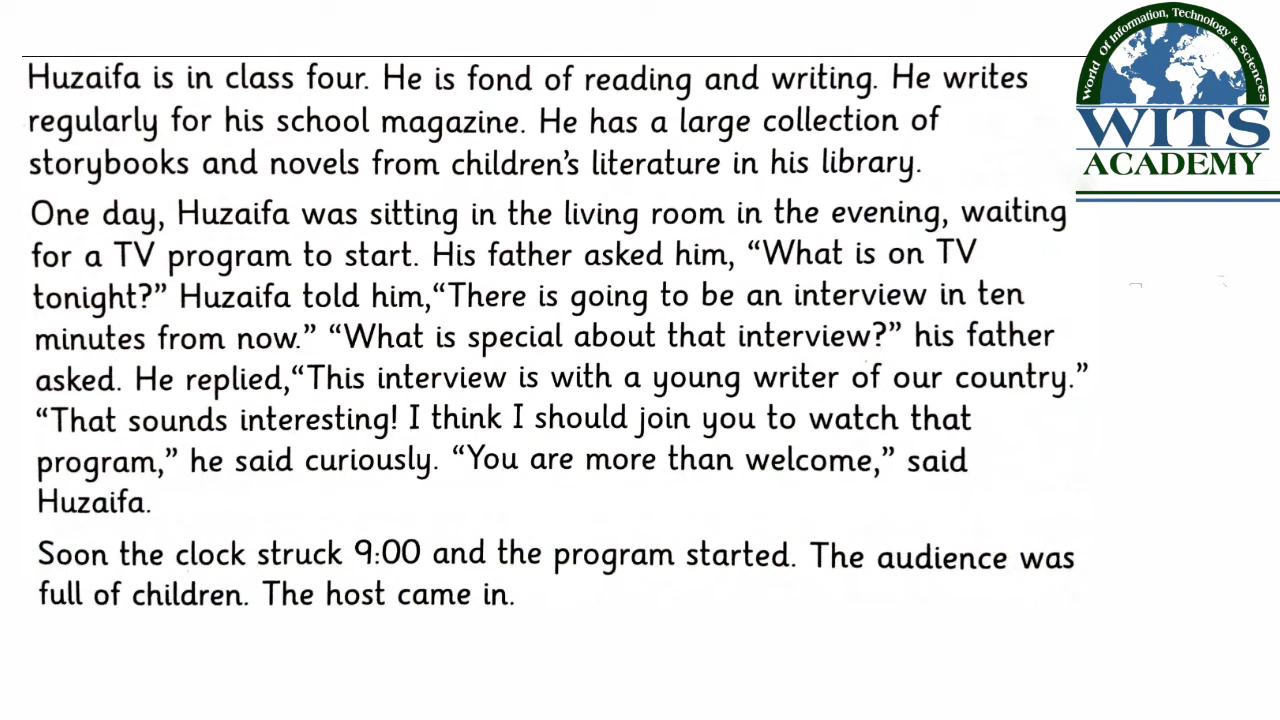 World Of Information, Technology & Sciences
WITS
ACADEMY
Huzaifa is in class four. He is fond of reading and writing. He writes
regularly for his school magazine. He has a large collection of
storybooks and novels from children's literature in his library.
One day, Huzaifa was sitting in the living room in the evening, waiting
for a TV program to start. His father asked him, “What is on TV
tonight?” Huzaifa told him,“There is going to be an interview in ten
minutes from now.” “What is special about that interview?” his father
asked. He replied,“This interview is with a young writer of our country.”
“That sounds interesting! I think I should join you to watch that
program,” he said curiously. “You are more than welcome,” said
Huzaifa.
Soon the clock struck 9:00 and the program started. The audience was
full of children. The host came in.